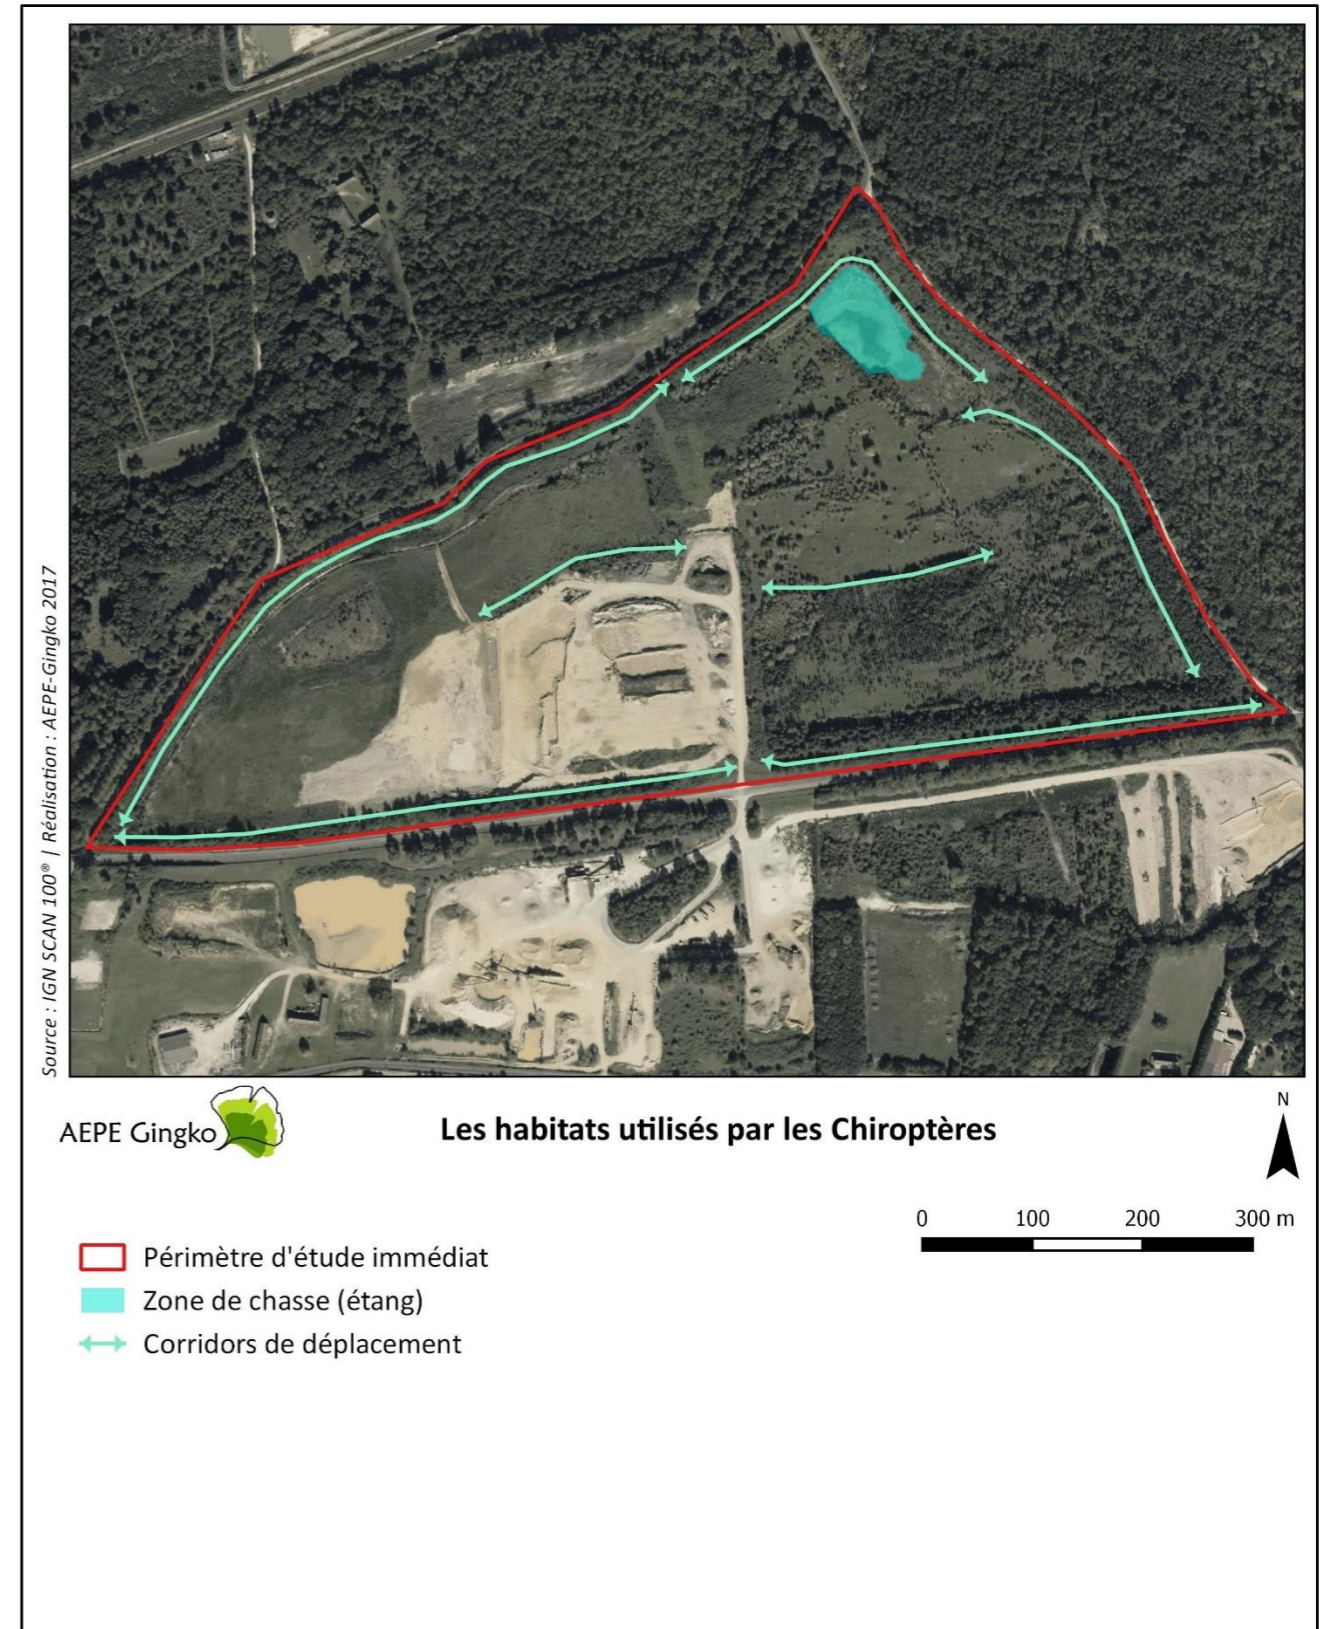 Source : IGN SCAN 100® | Réalisation : AEPE-Gingko 2017
AEPE Gingko
Les habitats utilisés par les Chiroptères
N
0 100 200 300 m
Périmètre d'étude immédiat
Zone de chasse (étang)
Corridors de déplacement